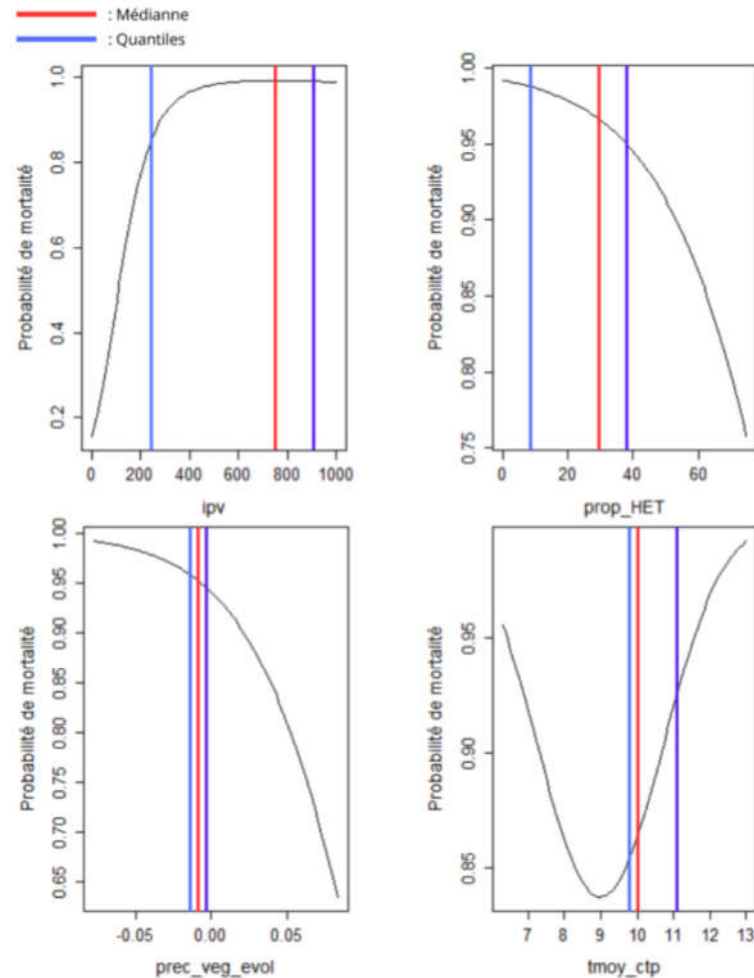 : Médianne
: Quantiles
Probabilité de mortalité
0.2 0.4 0.6 0.8 1.0
0 200 400 600 800 1000
ipv
Probabilité de mortalité
0.75 0.80 0.85 0.90 0.95 1.00
0 20 40 60
prop_HET
Probabilité de mortalité
0.65 0.70 0.75 0.80 0.85 0.90 0.95 1.00
-0.05 0.00 0.05
prec_veg_evol
Probabilité de mortalité
0.85 0.90 0.95
7 8 9 10 11 12 13
tmoy_ctp